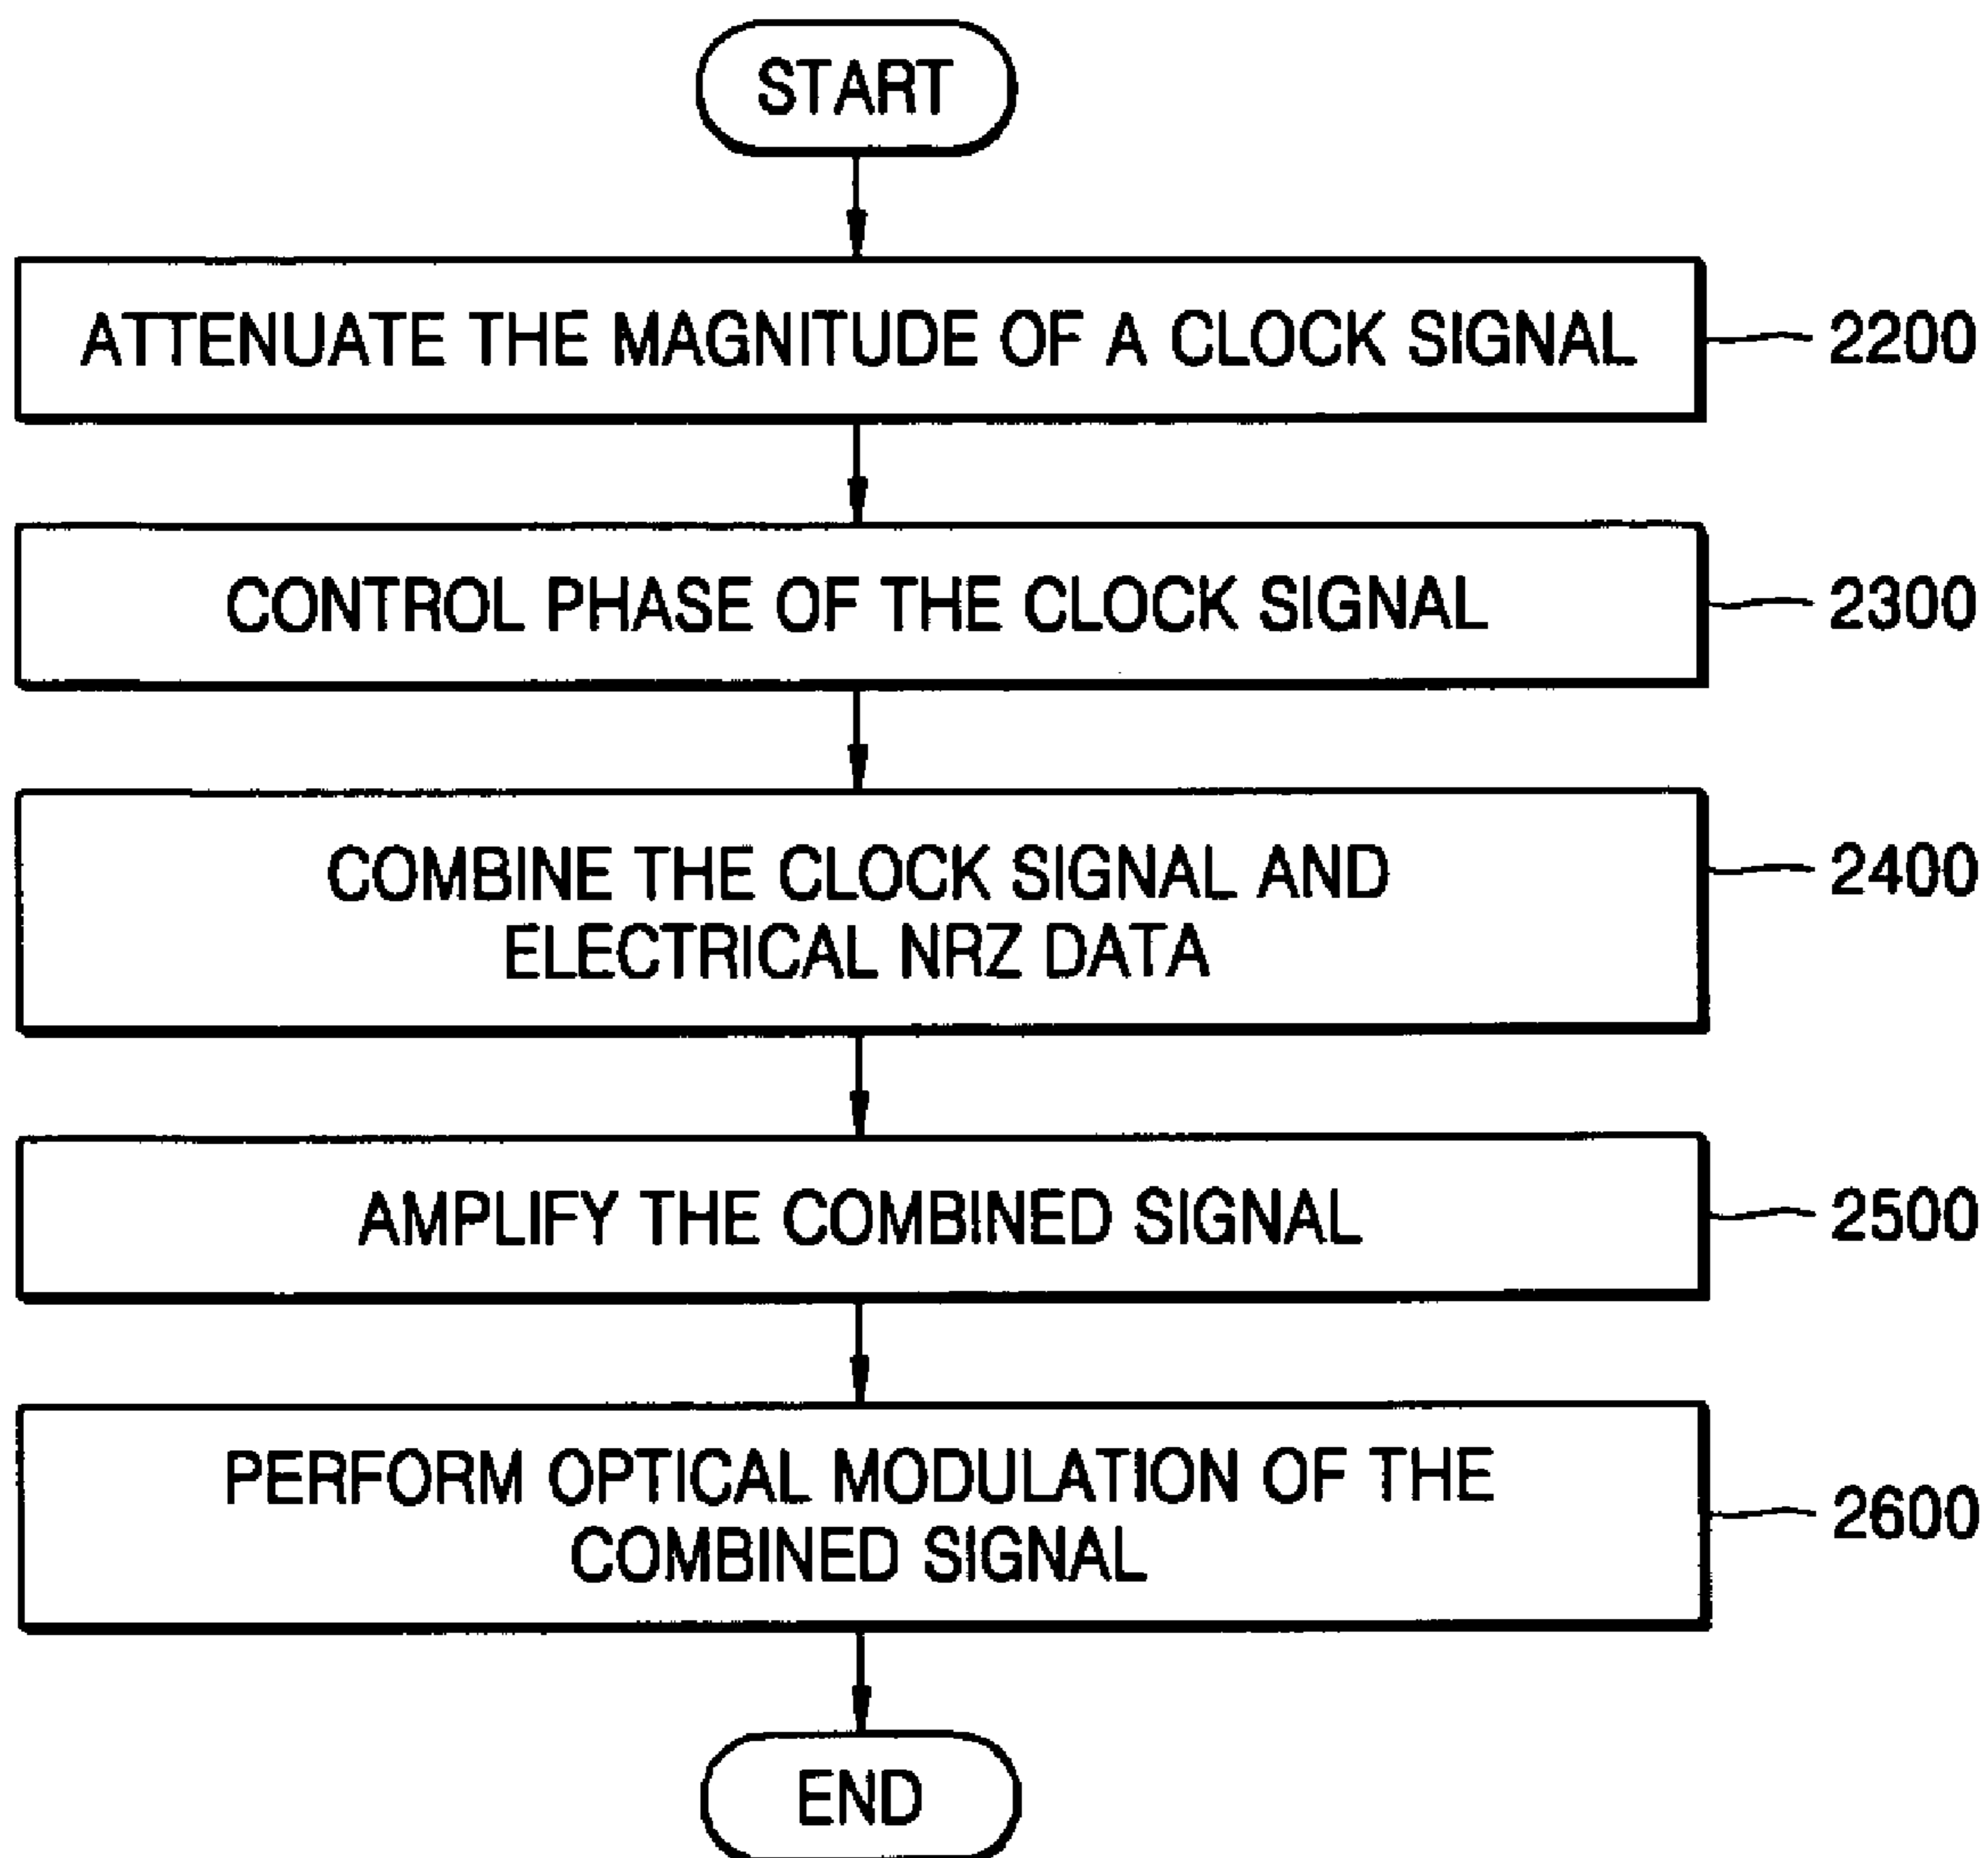 START
ATTENUATE THE MAGNITUDE OF A CLOCK SIGNAL
2200
CONTROL PHASE OF THE CLOCK SIGNAL
2300
COMBINE THE CLOCK SIGNAL AND
ELECTRICAL NRZ DATA
2400
AMPLIFY THE COMBINED SIGNAL
2500
PERFORM OPTICAL MODULATION OF THE
COMBINED SIGNAL
2600
END